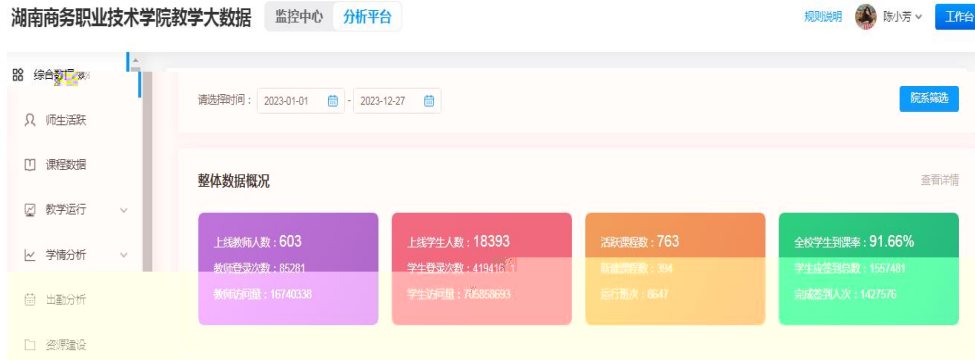 湖南商务职业技术学院教学大数据 监控中心 分析平台 规则说明 陈小芳 工作台
综合数据
师生活跃
课程数据
教学运行
学情分析
出勤分析
资源建设
请选择时间： 2023-01-01 - 2023-12-27 院系筛选
整体数据概况 查看详情
上线教师人数：603
教师登录次数：85281
教师访问量：16740338
上线学生人数：18393
学生登录次数：419416
学生访问量：705858693
活跃课程数：763
新建课程数：394
运行班次：8647
全校学生到课率：91.66%
学生应签到总数：1557481
完成签到人次：1427576